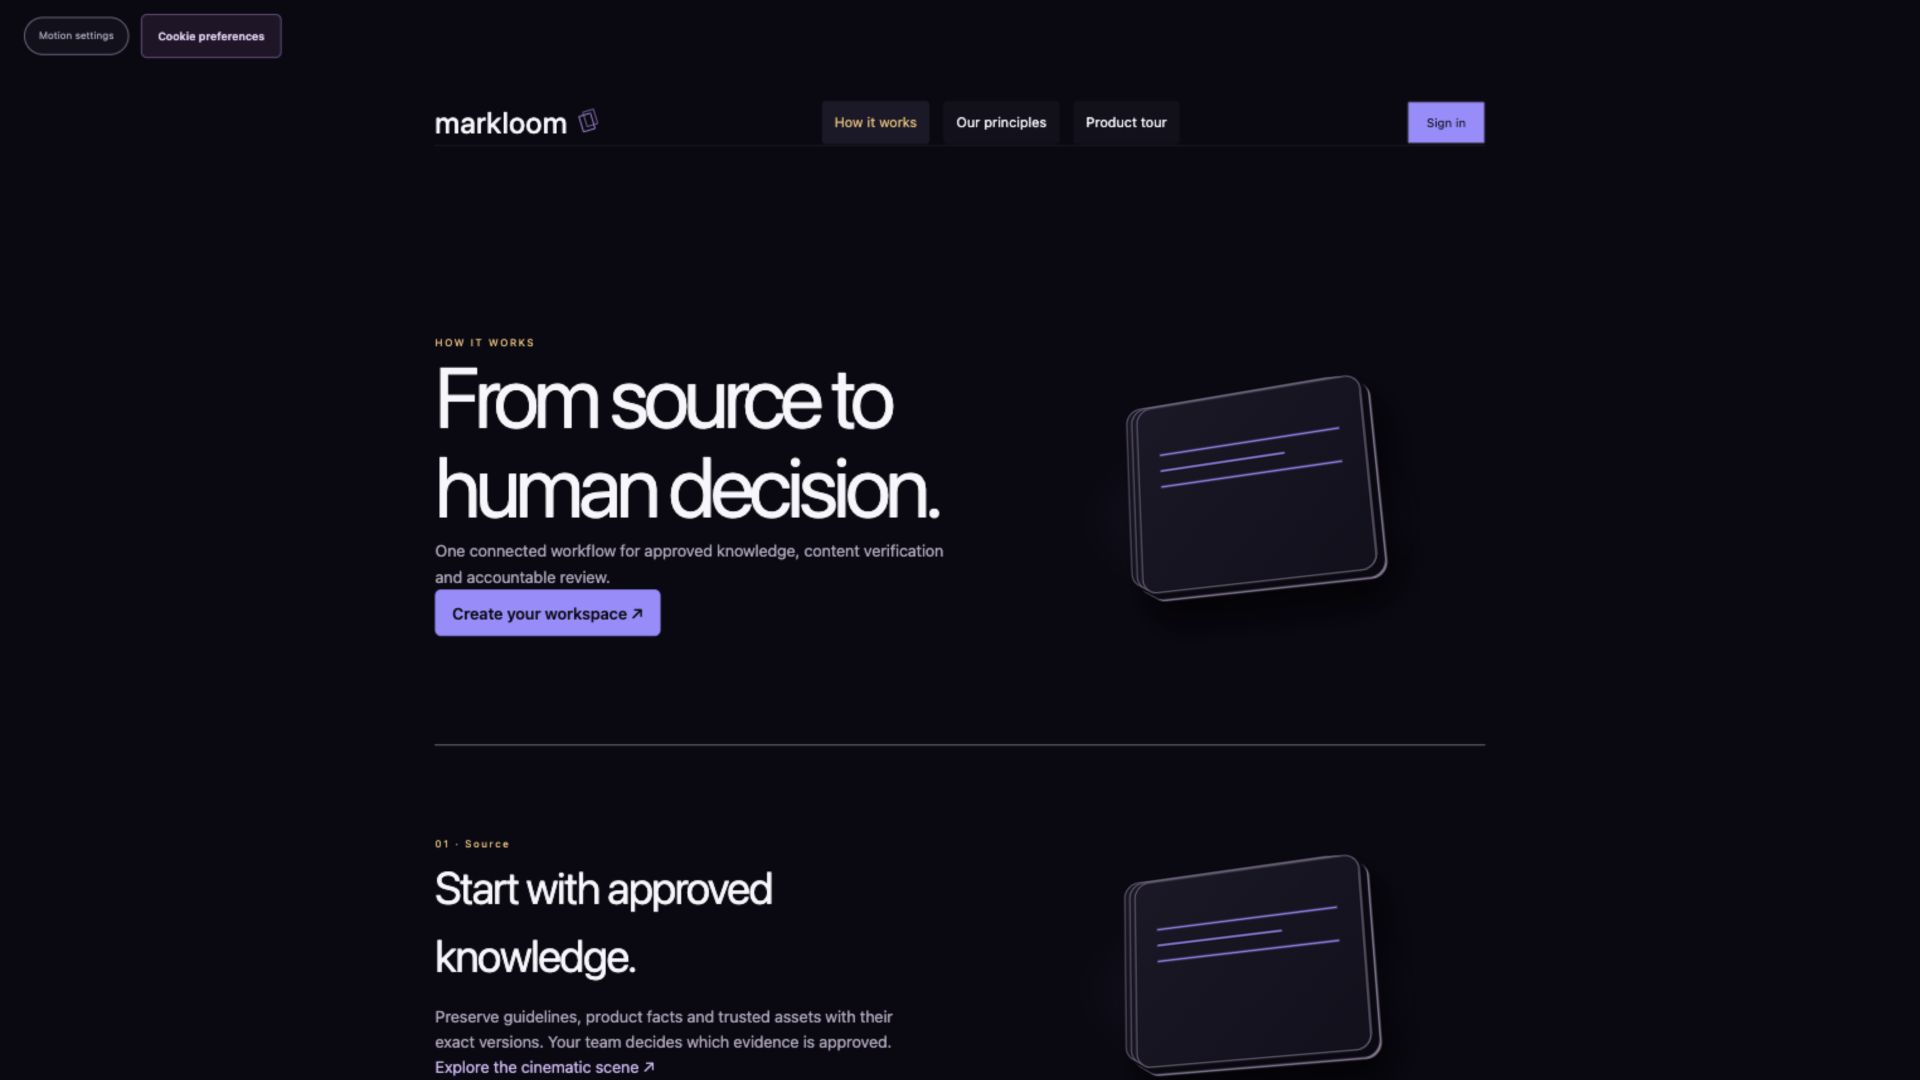 Motion settings
Cookie preferences
markloom
How it works
Our principles
Product tour
Sign in
HOW IT WORKS
From source to
human decision.
One connected workflow for approved knowledge, content verification
and accountable review.
Create your workspace ↗
01 · Source
Start with approved
knowledge.
Preserve guidelines, product facts and trusted assets with their
exact versions. Your team decides which evidence is approved.
Explore the cinematic scene ↗